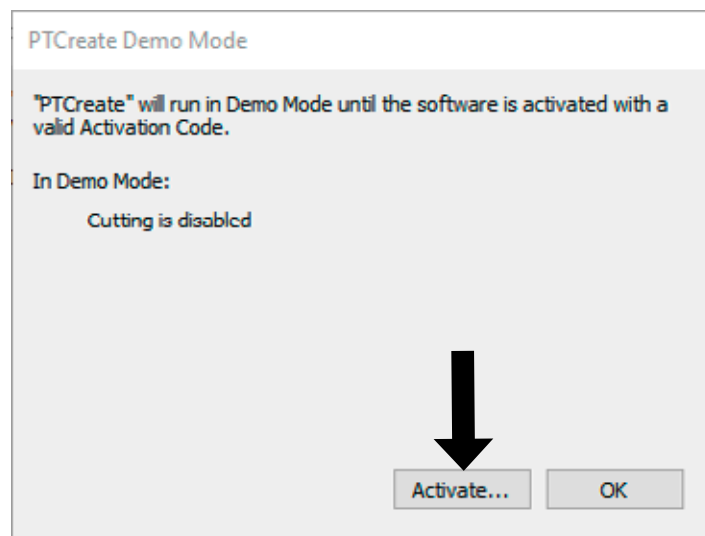 PTCreate Demo Mode
"PTCreate" will run in Demo Mode until the software is activated with a
valid Activation Code.
In Demo Mode:
Cutting is disabled
Activate... OK